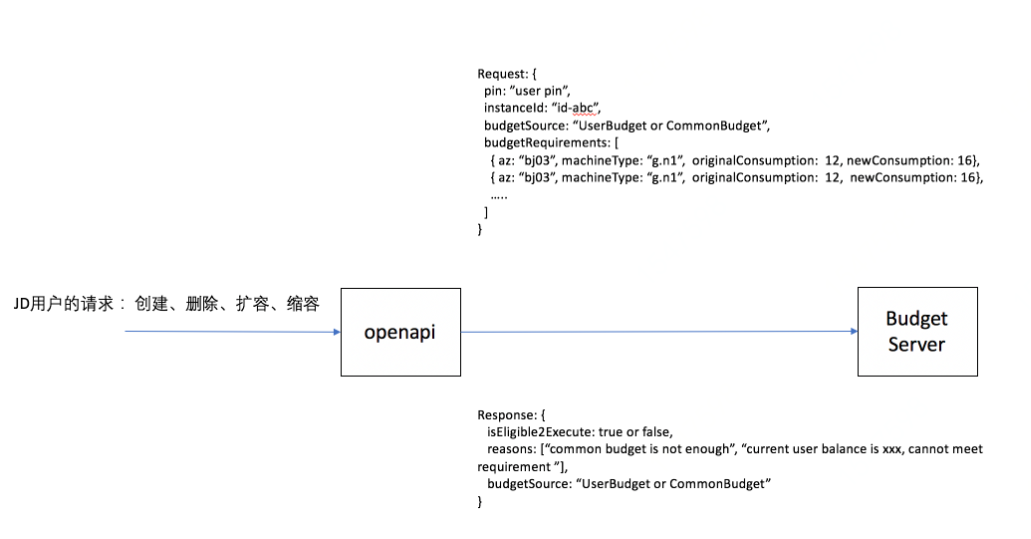 Request: {
pin: "user pin",
instanceId: "id-abc",
budgetSource: "UserBudget or CommonBudget",
budgetRequirements: [
{ az: "bj03", machineType: "g.n1", originalConsumption: 12, newConsumption: 16},
{ az: "bj03", machineType: "g.n1", originalConsumption: 12, newConsumption: 16},
.....
]
}
JD用户的请求：创建、删除、扩容、缩容
openapi
Budget
Server
Response: {
isEligible2Execute: true or false,
reasons: ["common budget is not enough", "current user balance is xxx, cannot meet
requirement "],
budgetSource: "UserBudget or CommonBudget"
}